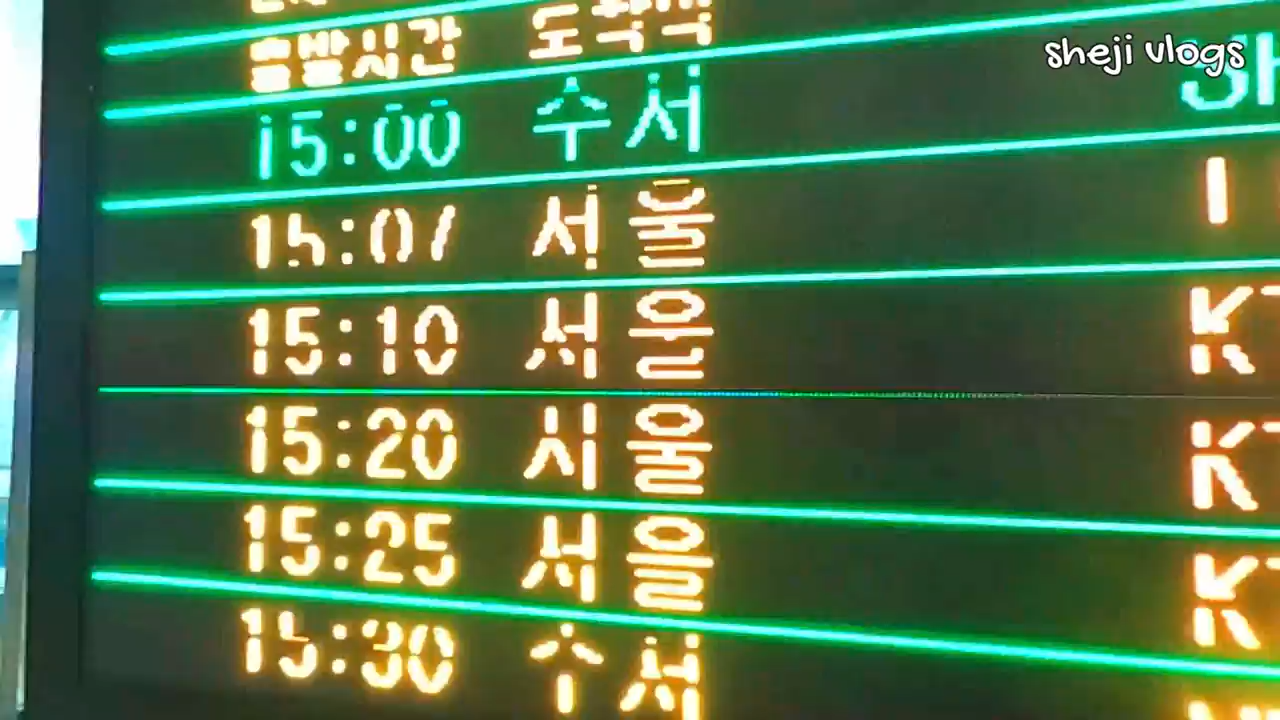 sheji vlogs
출발시간 도착역
15:00 수서
15:07 서울
15:10 서울
15:20 서울
15:25 서울
15:30 수서